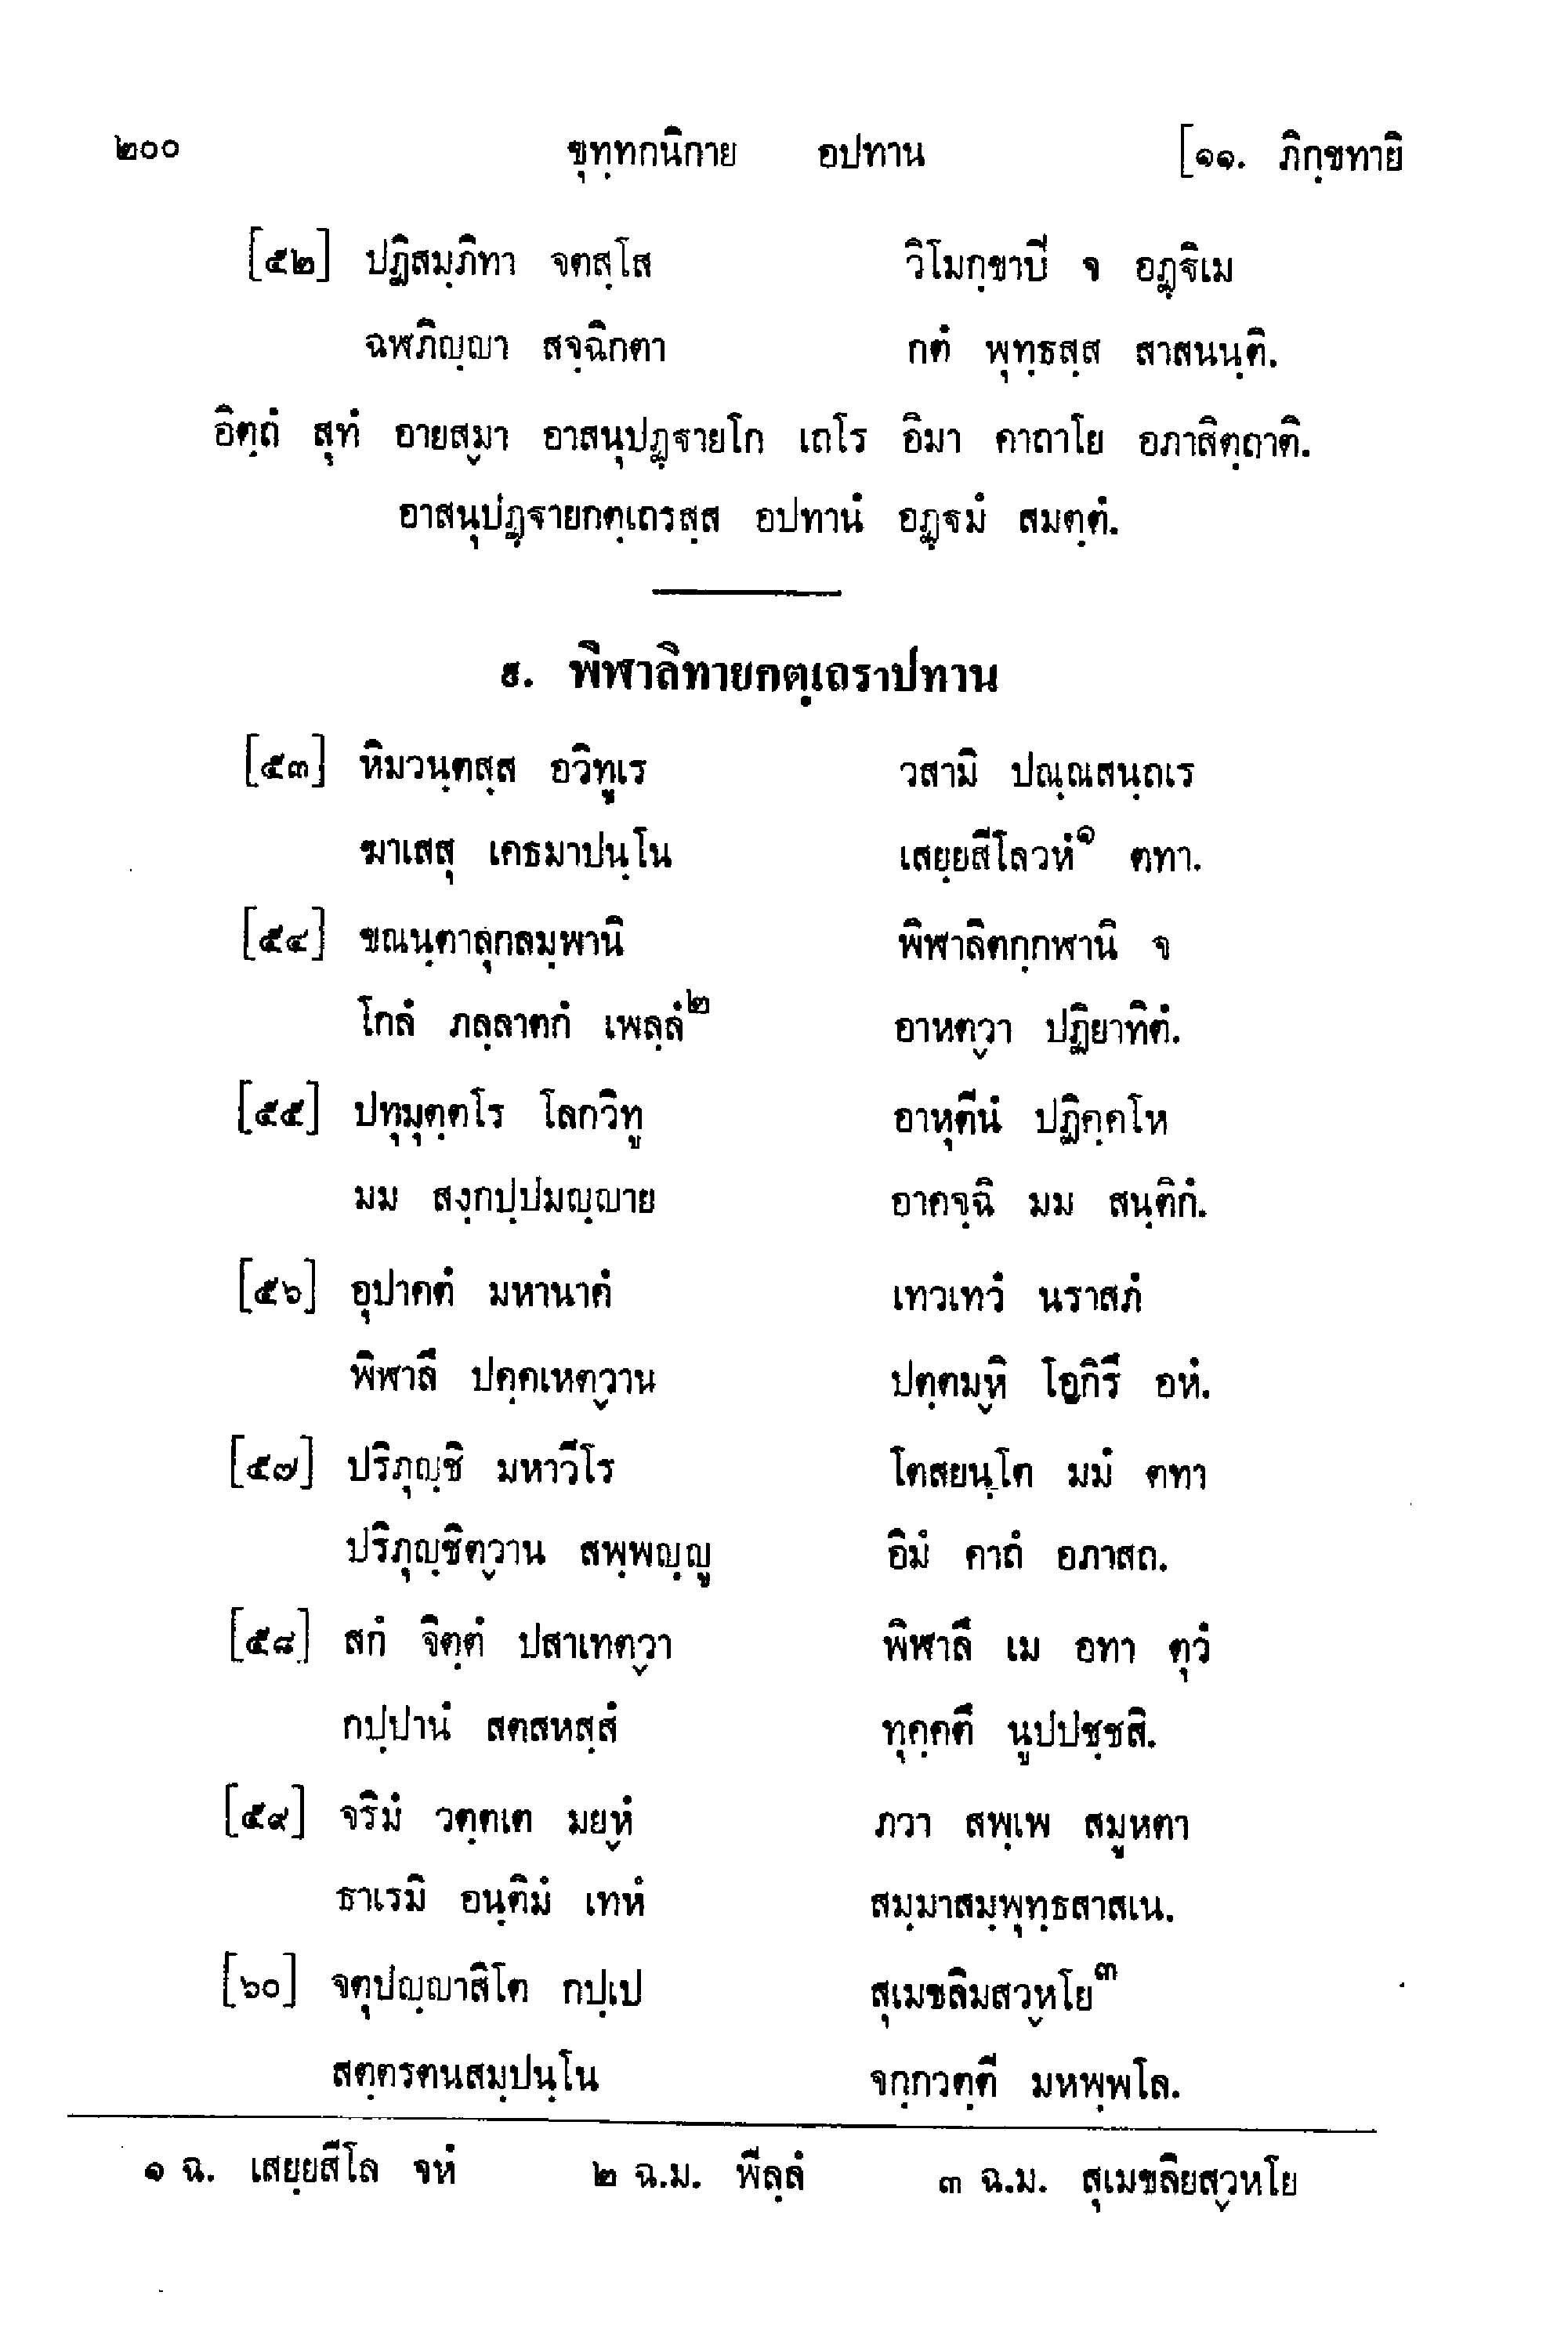 ๒๐๐ ขุทฺทกนิกาย อปทาน [๑๑. ภิกฺขทายิ
[๕๒] ปฏิสมฺภิทา จตสฺโส วิโมกฺขาปิ จ อฏฺฐิเม
ฉฬภิญฺญา สจฺฉิกตา กตํ พุทฺธสฺส สาสนนฺติ.
อิตฺถํ สุทํ อายสฺมา อาสนุปฏฺฐายโก เถโร อิมา คาถาโย อภาสิตฺถาติ.
อาสนุปฏฺฐายกตฺเถรสฺส อปทานํ อฏฺฐมํ สมตฺตํ.
๙. พิฬาลิทายกตฺเถราปทาน
[๕๓] หิมวนฺตสฺส อวิทูเร วสามิ ปณฺณสนฺถเร
ฆาเสสุ เคธมาปนฺโน เสยฺยสีโลวหํ๑ ตทา.
[๕๔] ขณนฺตาลุกลมฺพานิ พิฬาลิตกฺกฬานิ จ
โกลํ ภลฺลาตกํ เพลฺลํ๒ อาหตฺวา ปฏิยาทิตํ.
[๕๕] ปทุมุตฺตโร โลกวิทู อาหุตีนํ ปฏิคฺคโห
มม สงฺกปฺปมญฺญาย อาคจฺฉิ มม สนฺติกํ.
[๕๖] อุปาคตํ มหานาคํ เทวเทวํ นราสภํ
พิฬาลึ ปคฺคเหตฺวาน ปตฺตมฺหิ โอกิรึ อหํ.
[๕๗] ปริภุญฺชิ มหาวีโร โตสยนฺโต มมํ ตทา
ปริภุญฺชิตฺวาน สพฺพญฺญู อิมํ คาถํ อภาสถ.
[๕๘] สกํ จิตฺตํ ปสาเทตฺวา พิฬาลึ เม อทา ตุวํ
กปฺปานํ สตสหสฺสํ ทุคฺคตึ นูปปชฺชสิ.
[๕๙] จริมํ วตฺตเต มยฺหํ ภวา สพฺเพ สมูหตา
ธาเรมิ อนฺติมํ เทหํ สมฺมาสมฺพุทฺธสาสเน.
[๖๐] จตุปญฺญาสิโต กปฺเป สุเมขลิมสวฺหโย๓
สตฺตรตนสมฺปนฺโน จกฺกวตฺตี มหพฺพโล.
๑ ฉ. เสยฺยสีโล จหํ ๒ ฉ.ม. พิลฺลํ ๓ ฉ.ม. สุเมขลิยสวฺหโย